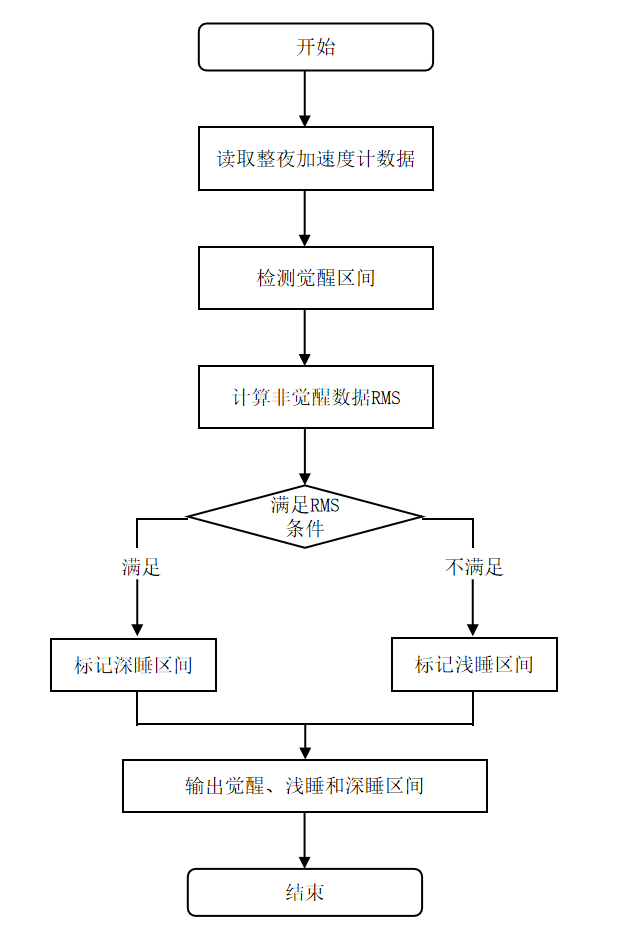 开始
读取整夜加速度计数据
检测觉醒区间
计算非觉醒数据RMS
满足RMS
条件
满足
不满足
标记深睡区间
标记浅睡区间
输出觉醒、浅睡和深睡区间
结束